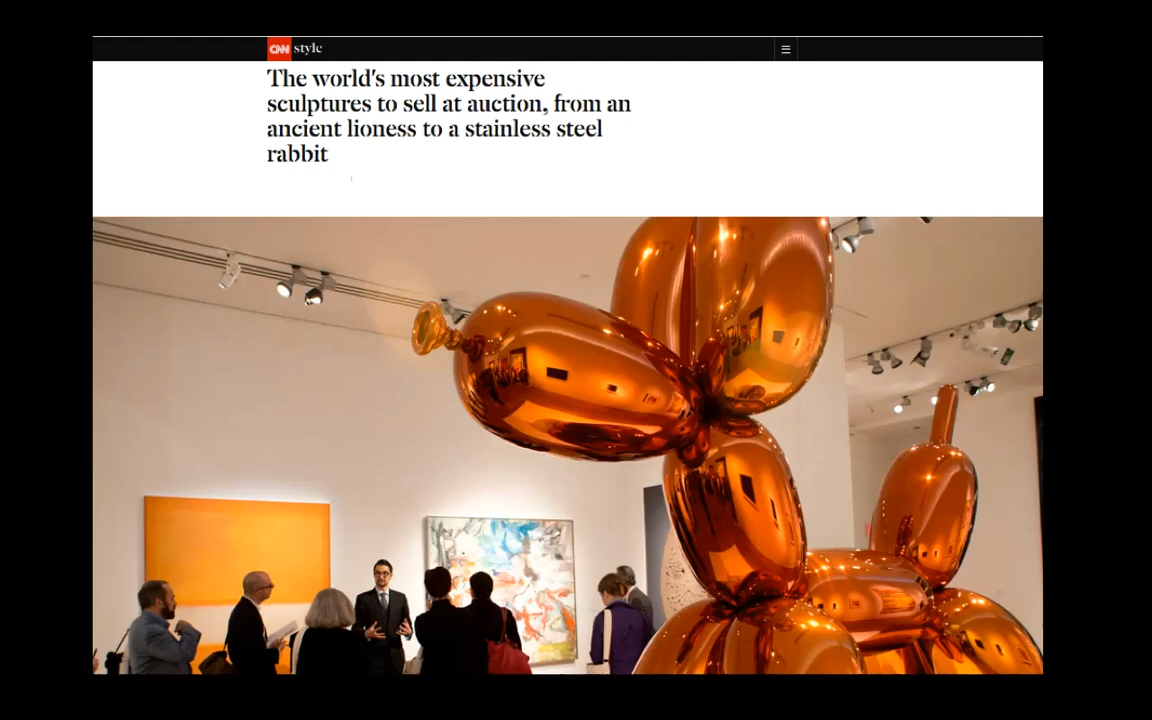 CNN style
The world's most expensive
sculptures to sell at auction, from an
ancient lioness to a stainless steel
rabbit